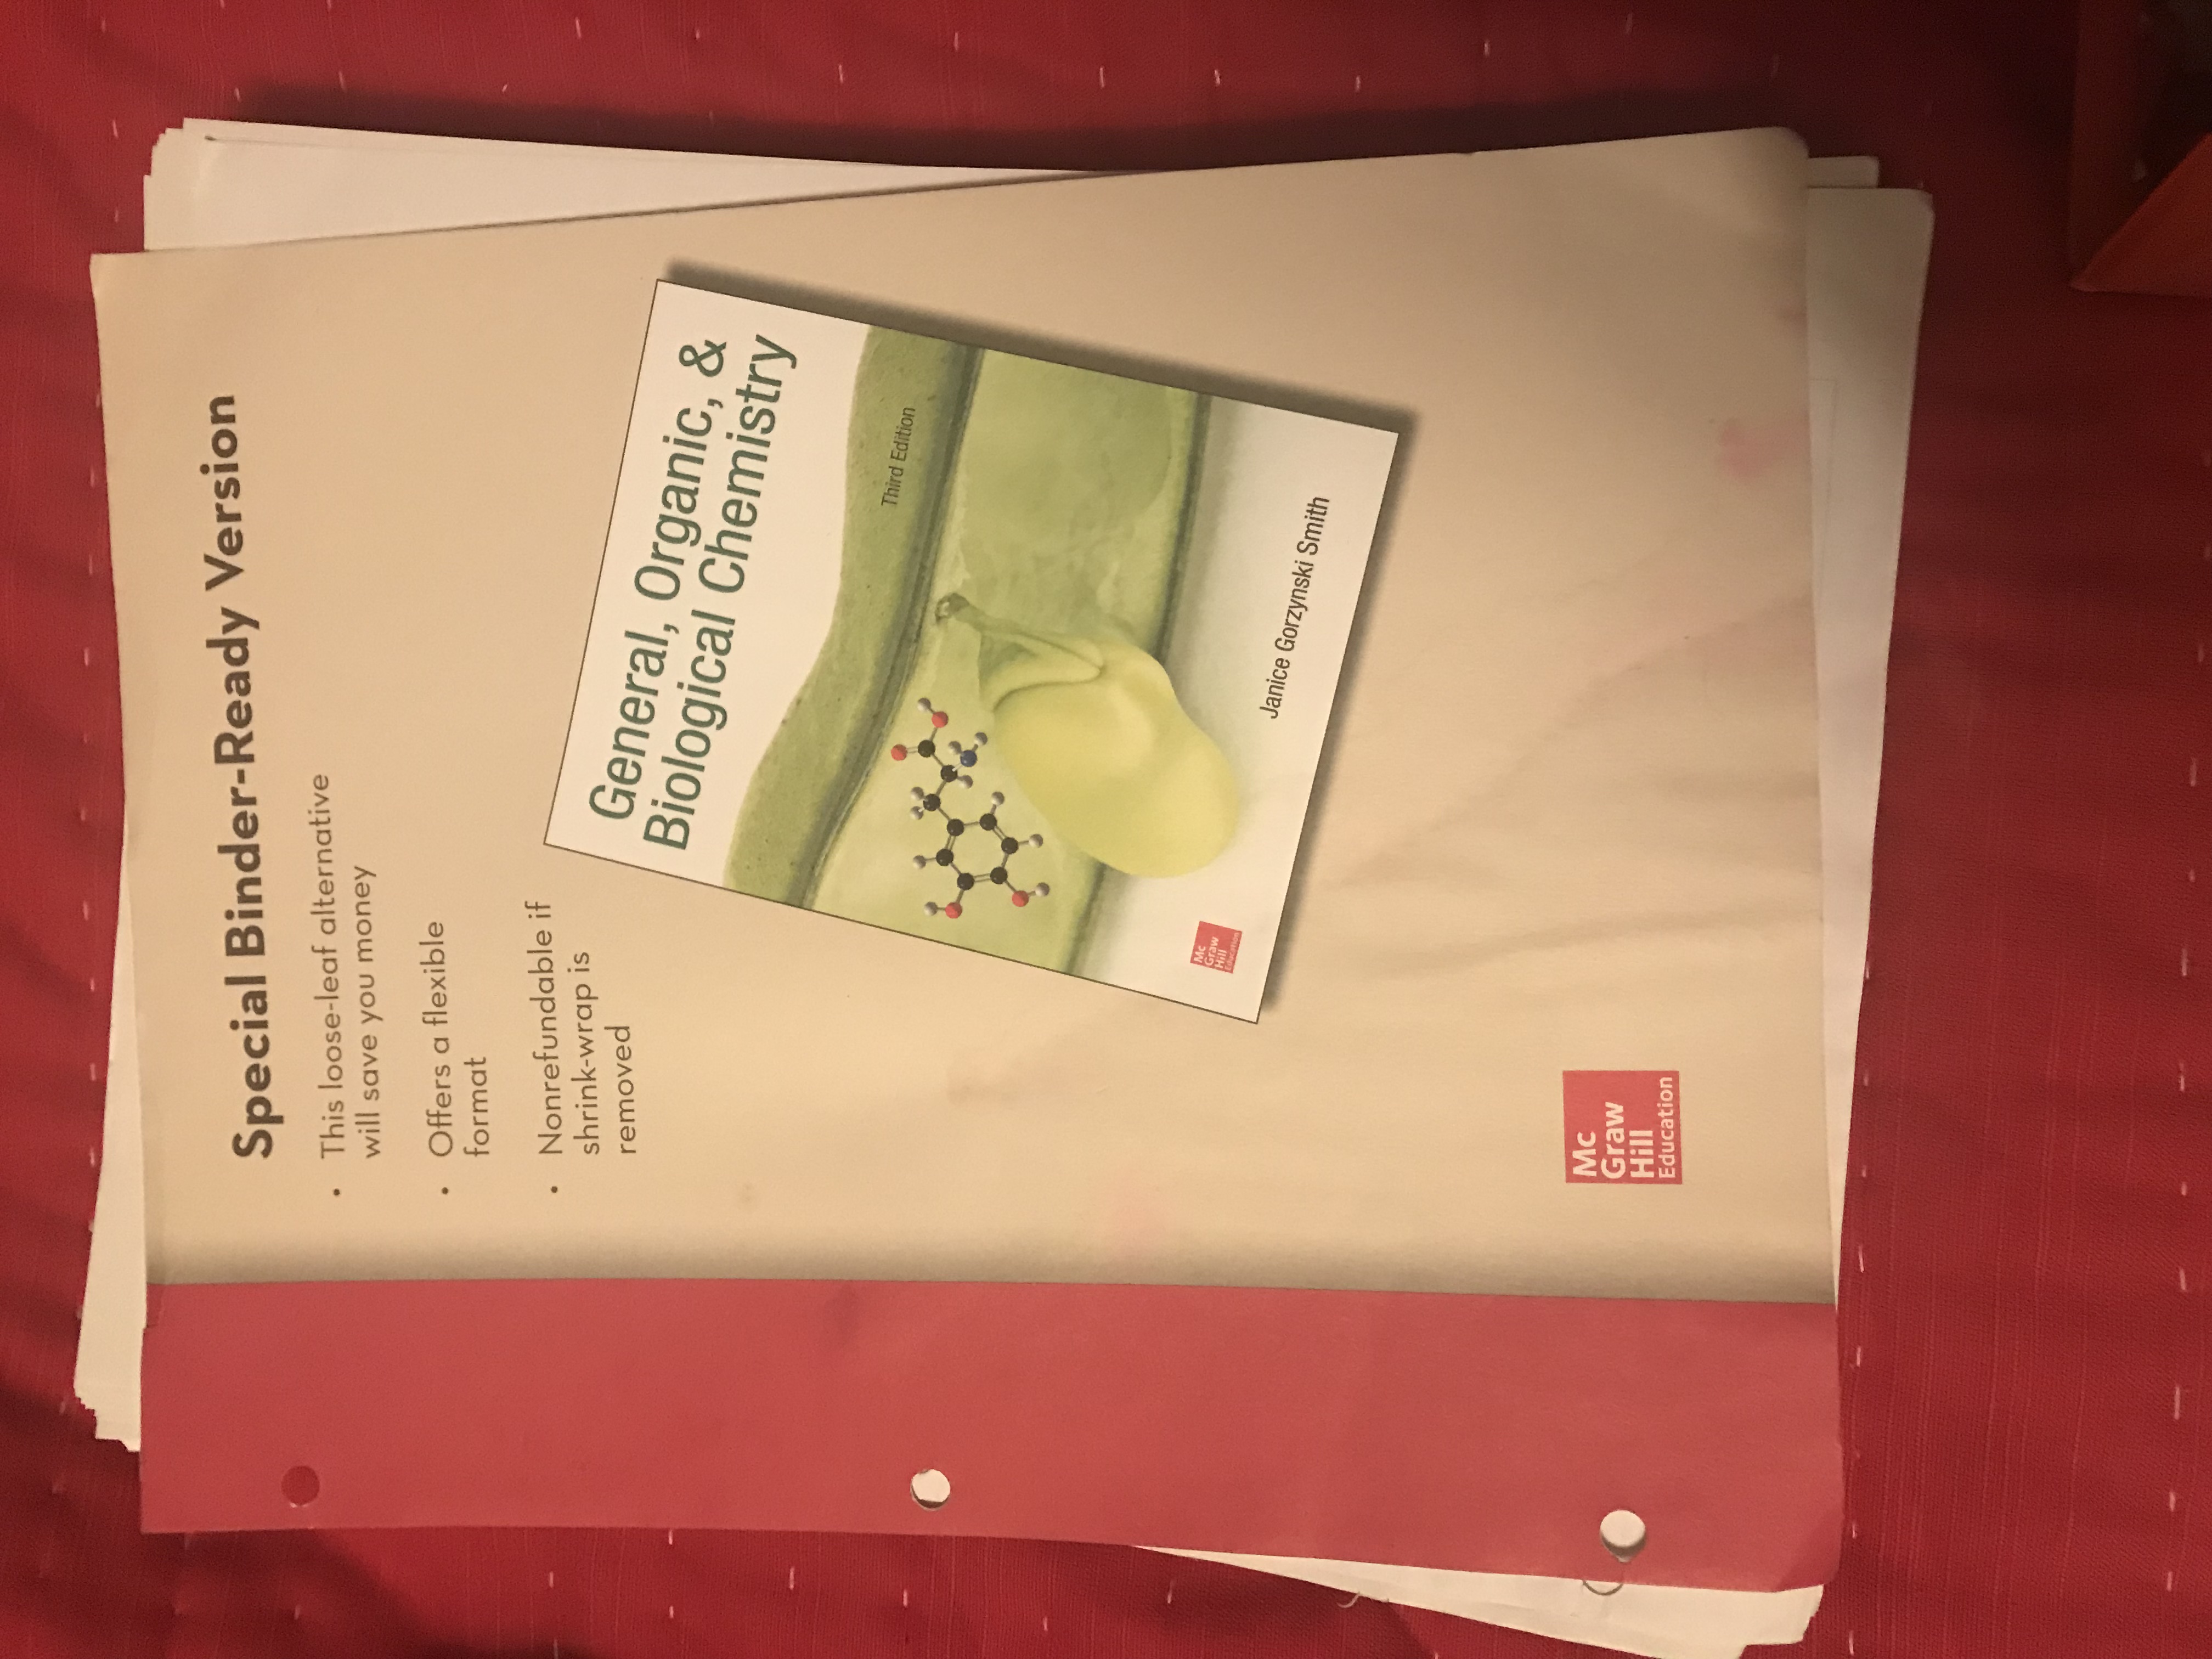 Special Binder-Ready Version
• This loose-leaf alternative
will save you money
• Offers a flexible
format
• Nonrefundable if
shrink-wrap is
removed
General, Organic, &
Biological Chemistry
Third Edition
Mc
Graw
Hill
Education
Janice Gorzynski Smith
Mc
Graw
Hill
Education